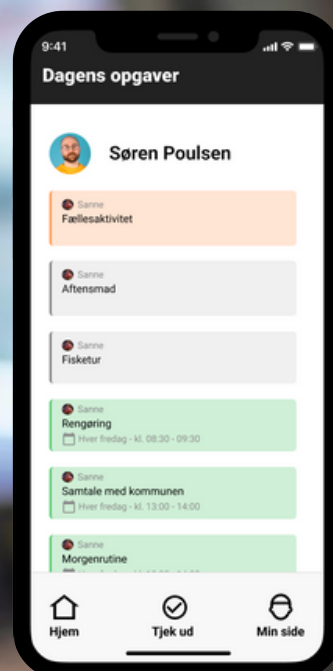 9:41
Dagens opgaver
Søren Poulsen
Sanne
Fællesaktivitet
Sanne
Aftensmad
Sanne
Fisketur
Sanne
Rengøring
Hver fredag - kl. 08:30 - 09:30
Sanne
Samtale med kommunen
Hver fredag - kl. 13:00 - 14:00
Sanne
Morgenrutine
Hjem
Tjek ud
Min side